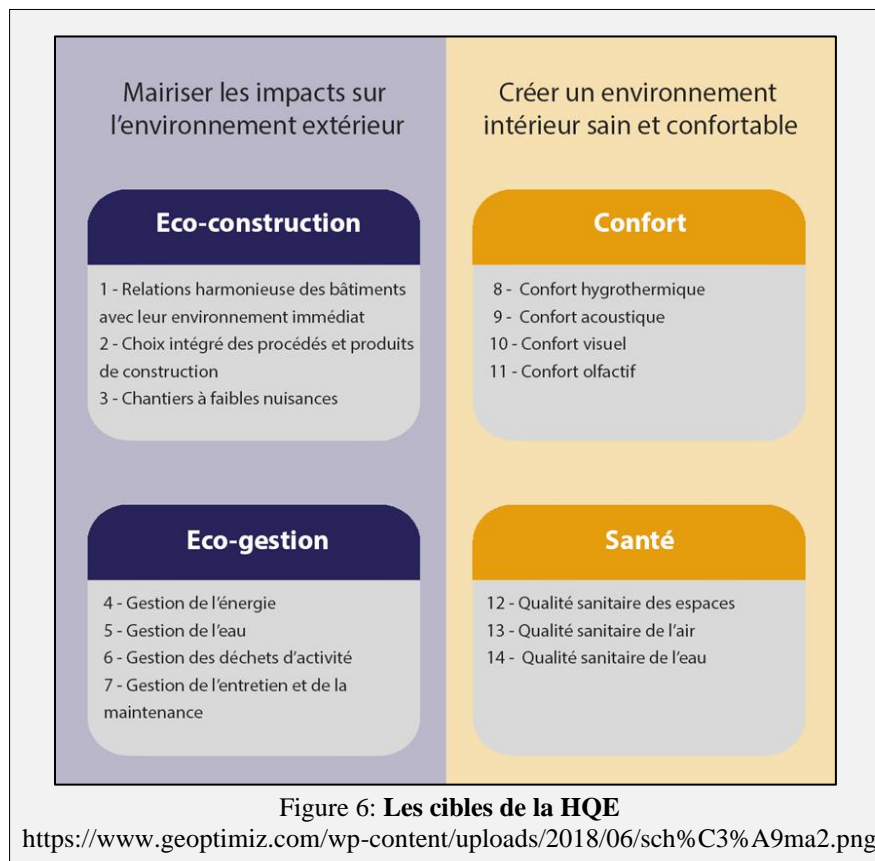 Mairiser les impacts sur
l'environnement extérieur
Eco-construction
1 - Relations harmonieuse des bâtiments
avec leur environnement immédiat
2 - Choix intégré des procédés et produits
de construction
3 - Chantiers à faibles nuisances
Eco-gestion
4 - Gestion de l'énergie
5 - Gestion de l'eau
6 - Gestion des déchets d'activité
7 - Gestion de l'entretien et de la
maintenance
Créer un environnement
intérieur sain et confortable
Confort
8 - Confort hygrothermique
9 - Confort acoustique
10 - Confort visuel
11 - Confort olfactif
Santé
12 - Qualité sanitaire des espaces
13 - Qualité sanitaire de l'air
14 - Qualité sanitaire de l'eau
Figure 6: Les cibles de la HQE
https://www.geoptimiz.com/wp-content/uploads/2018/06/sch%C3%A9ma2.png